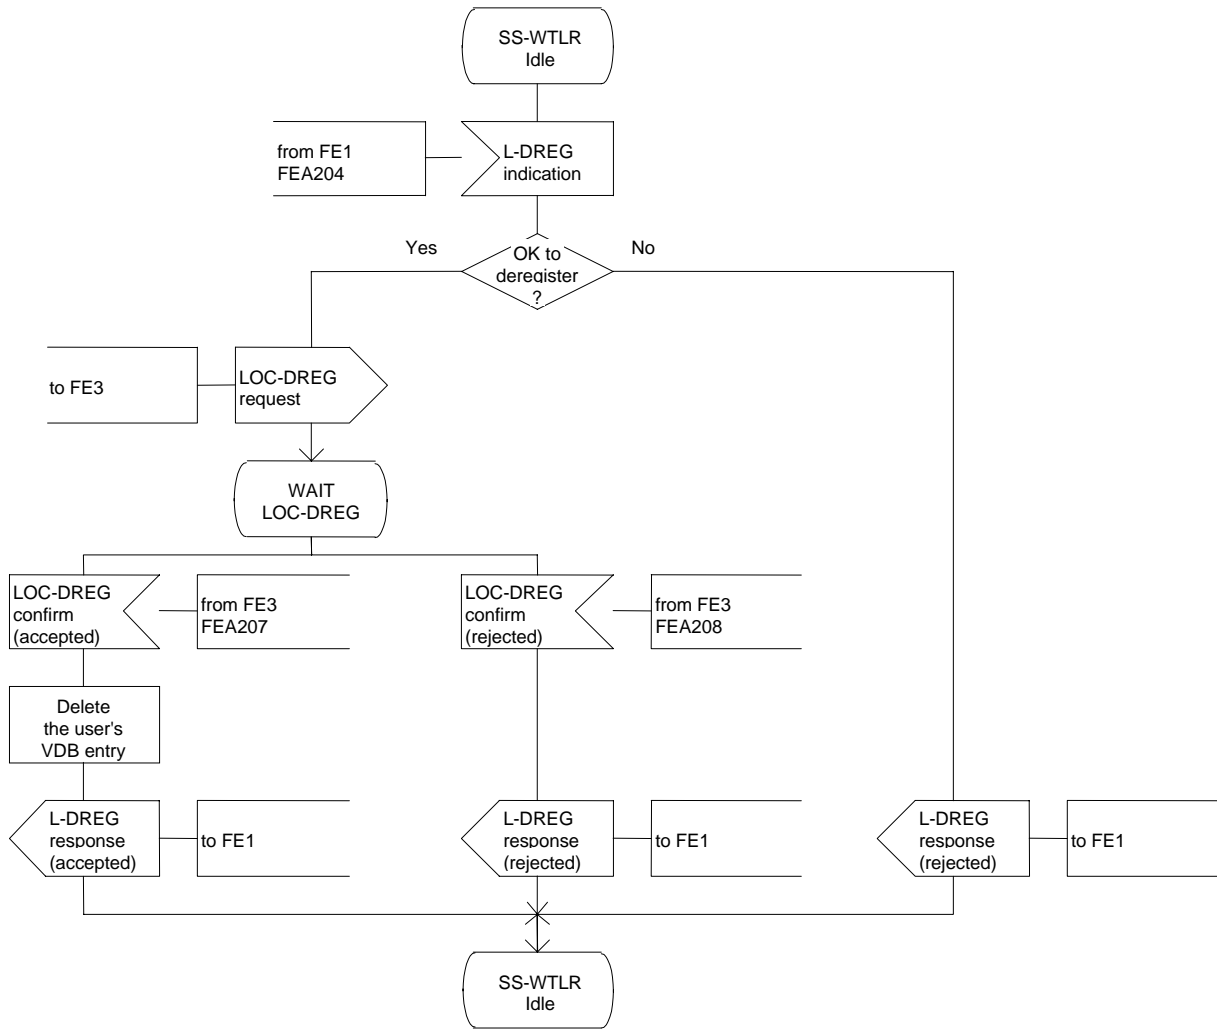 SS-WTLR
Idle
from FE1
FEA204
L-DREG
indication
Yes
OK to
deregister
?
No
to FE3
LOC-DREG
request
WAIT
LOC-DREG
LOC-DREG
confirm
(accepted)
from FE3
FEA207
LOC-DREG
confirm
(rejected)
from FE3
FEA208
Delete
the user's
VDB entry
L-DREG
response
(accepted)
to FE1
L-DREG
response
(rejected)
to FE1
L-DREG
response
(rejected)
to FE1
SS-WTLR
Idle